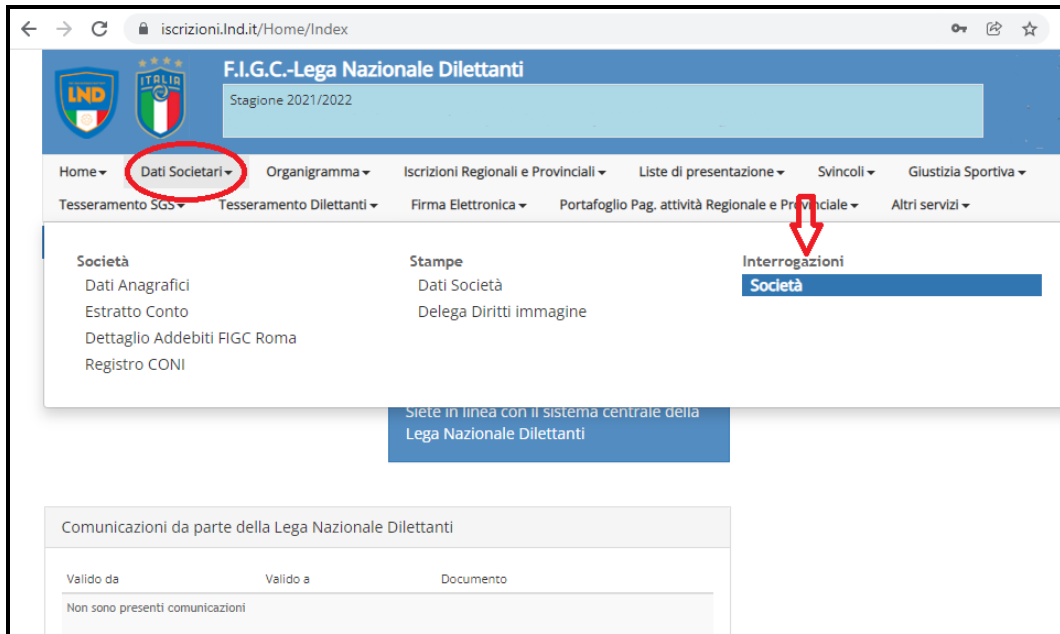 iscrizioni.lnd.it/Home/Index
F.I.G.C.-Lega Nazionale Dilettanti
LND
ITALIA
Stagione 2021/2022
Home Dati Societari Organigramma Iscrizioni Regionali e Provinciali Liste di presentazione Svincoli Giustizia Sportiva
Tesseramento SGS Tesseramento Dilettanti Firma Elettronica Portafoglio Pag. attività Regionale e Provinciale Altri servizi
Società Stampe Interrogazioni
Dati Anagrafici Dati Società Società
Estratto Conto Delega Diritti immagine
Dettaglio Addebiti FIGC Roma
Registro CONI
Siete in linea con il sistema centrale della
Lega Nazionale Dilettanti
Comunicazioni da parte della Lega Nazionale Dilettanti
Valido da Valido a Documento
Non sono presenti comunicazioni